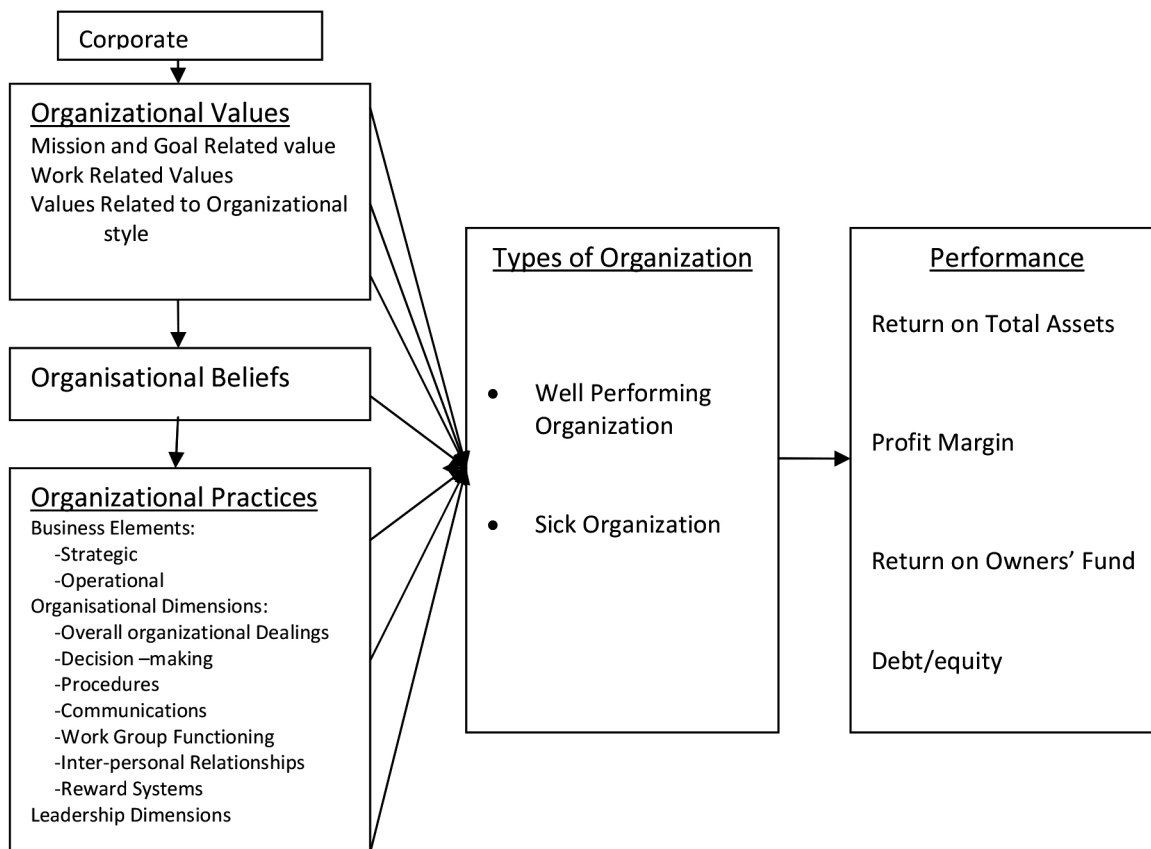 Corporate
Organizational Values
Mission and Goal Related value
Work Related Values
Values Related to Organizational
style
Organisational Beliefs
Organizational Practices
Business Elements:
-Strategic
-Operational
Organisational Dimensions:
-Overall organizational Dealings
-Decision –making
-Procedures
-Communications
-Work Group Functioning
-Inter-personal Relationships
-Reward Systems
Leadership Dimensions
Types of Organization
• Well Performing
Organization
• Sick Organization
Performance
Return on Total Assets
Profit Margin
Return on Owners’ Fund
Debt/equity